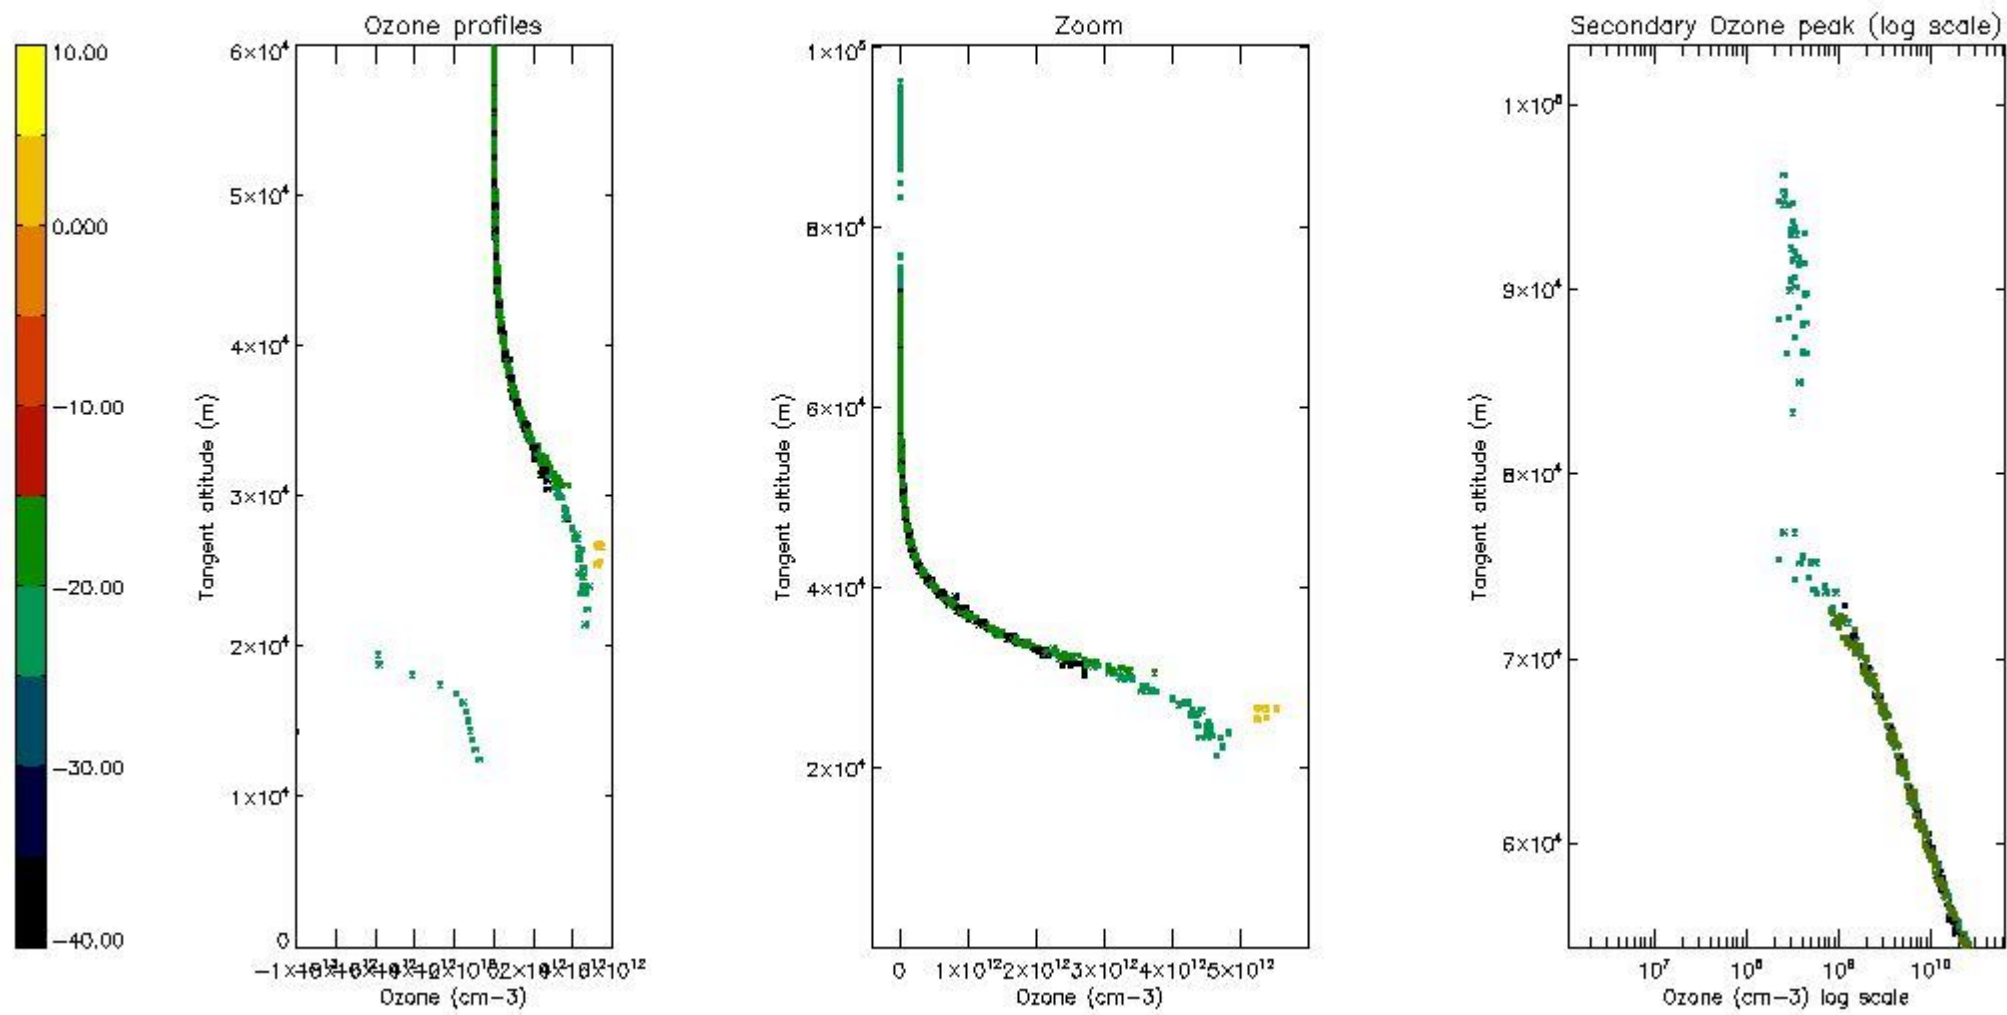 Ozone profiles
Zoom
Secondary Ozone peak (log scale)
10.00
0.000
-10.00
-20.00
-30.00
-40.00
6×10⁴
5×10⁴
4×10⁴
3×10⁴
2×10⁴
1×10⁴
0
Tangent altitude (m)
Ozone (cm-3)
1×10⁵
8×10⁴
6×10⁴
4×10⁴
2×10⁴
Tangent altitude (m)
0 1×10¹² 2×10¹² 3×10¹² 4×10¹² 5×10¹²
Ozone (cm-3)
9×10⁴
8×10⁴
7×10⁴
6×10⁴
Tangent altitude (m)
10⁷ 10⁸ 10⁹ 10¹⁰
Ozone (cm-3) log scale